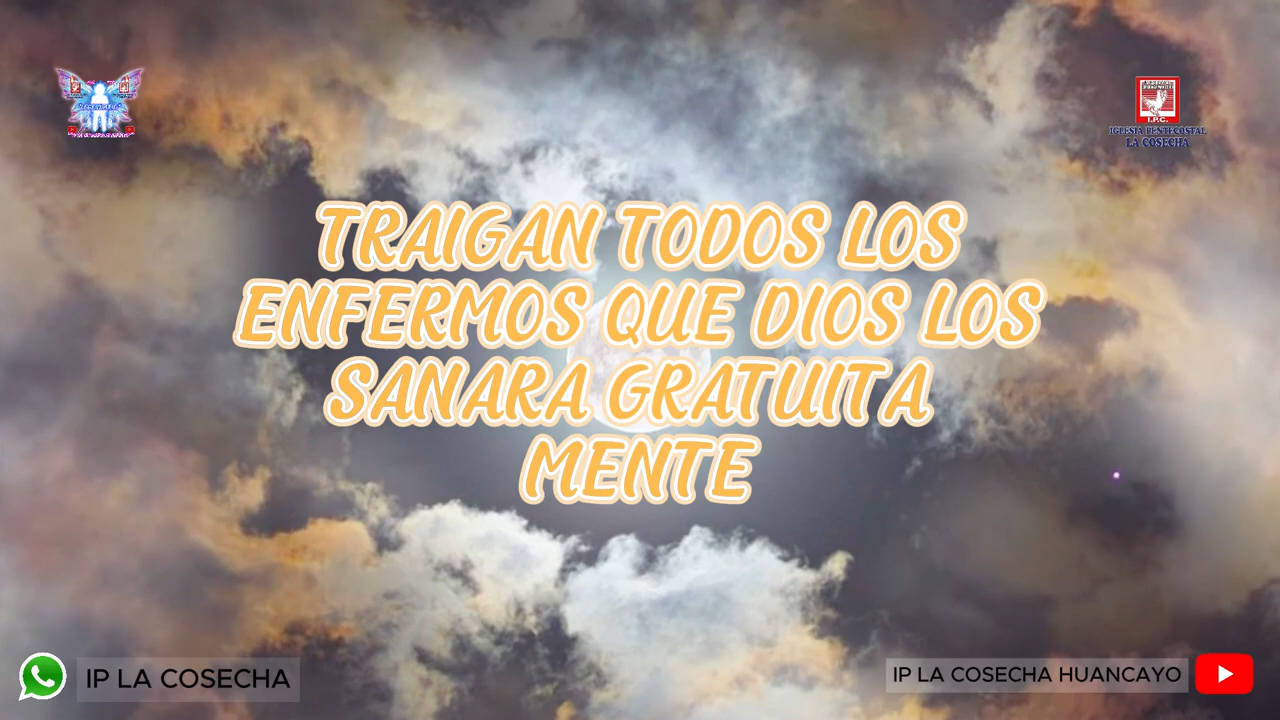 I.P.C.
IGLESIA PENTECOSTAL
LA COSECHA
TRAIGAN TODOS LOS
ENFERMOS QUE DIOS LOS
SANARA GRATUITA
MENTE
IP LA COSECHA
IP LA COSECHA HUANCAYO